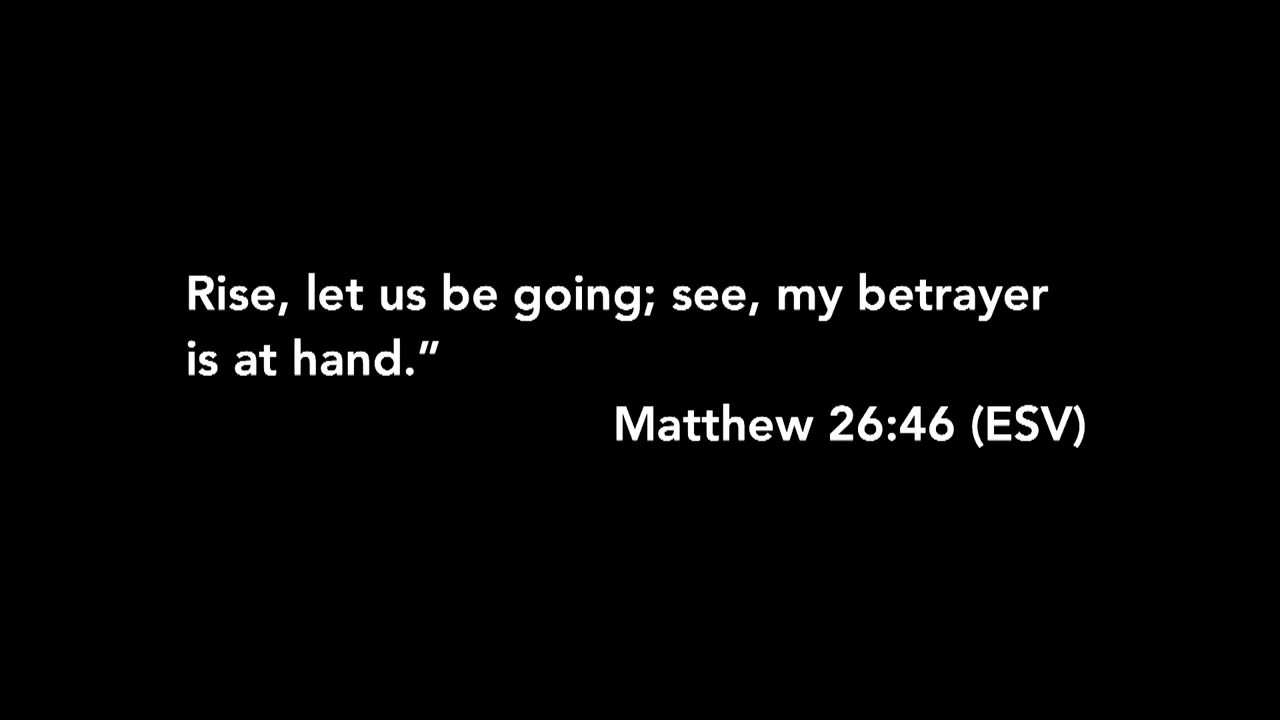 Rise, let us be going; see, my betrayer
is at hand.”
Matthew 26:46 (ESV)